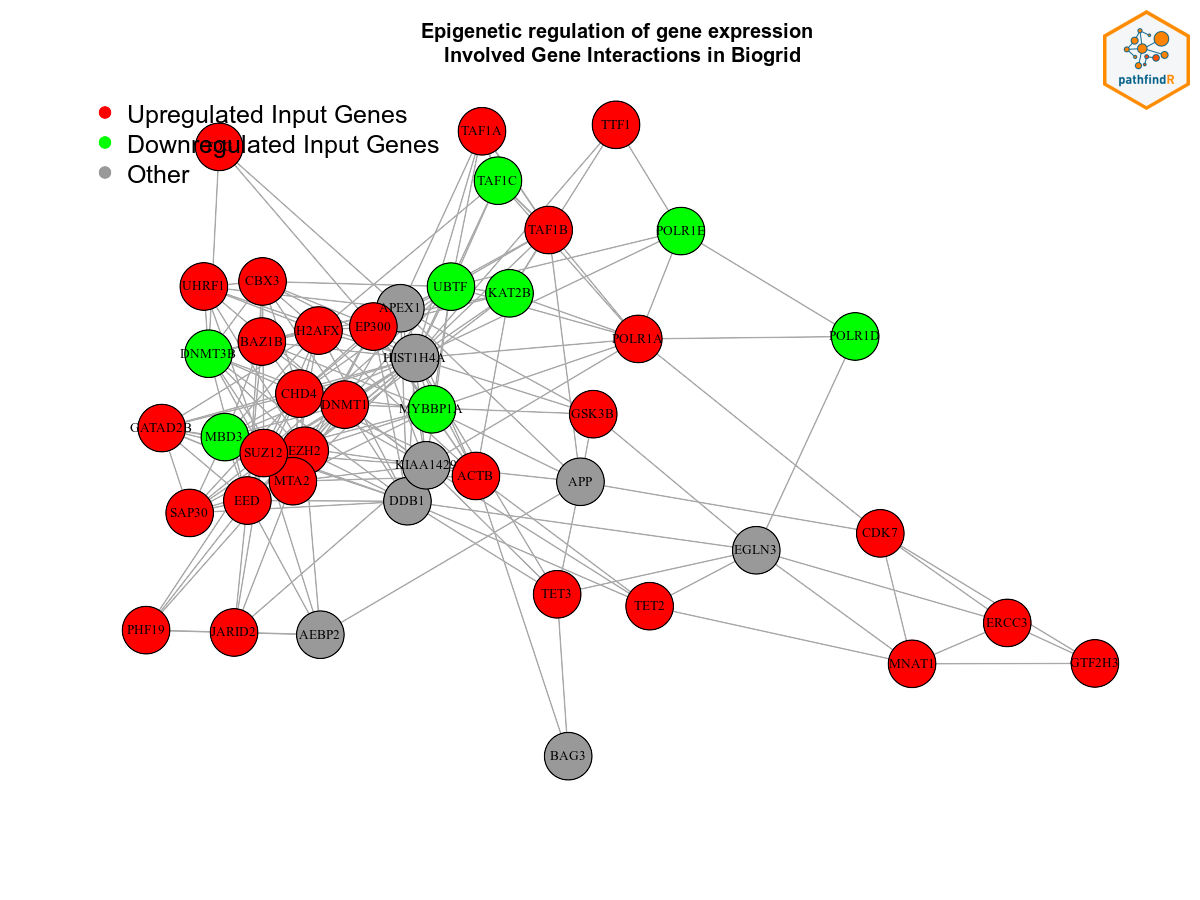 Epigenetic regulation of gene expression
Involved Gene Interactions in Biogrid
pathfindR
Upregulated Input Genes
Downregulated Input Genes
Other
TAF1A
TTF1
TAF1C
TAF1B
POLR1E
UHRF1
CBX3
UBTF
KAT2B
APEX1
EP300
H2AFX
BAZ1B
DNMT3B
HIST1H4A
POLR1A
POLR1D
CHD4
DNMT1
MYBBP1A
GSK3B
GATAD2B
MBD3
SUZ12
EZH2
KIAA1429
ACTB
APP
MTA2
EED
DDB1
SAP30
CDK7
EGLN3
TET3
TET2
ERCC3
PHF19
JARID2
AEBP2
MNAT1
GTF2H3
BAG3